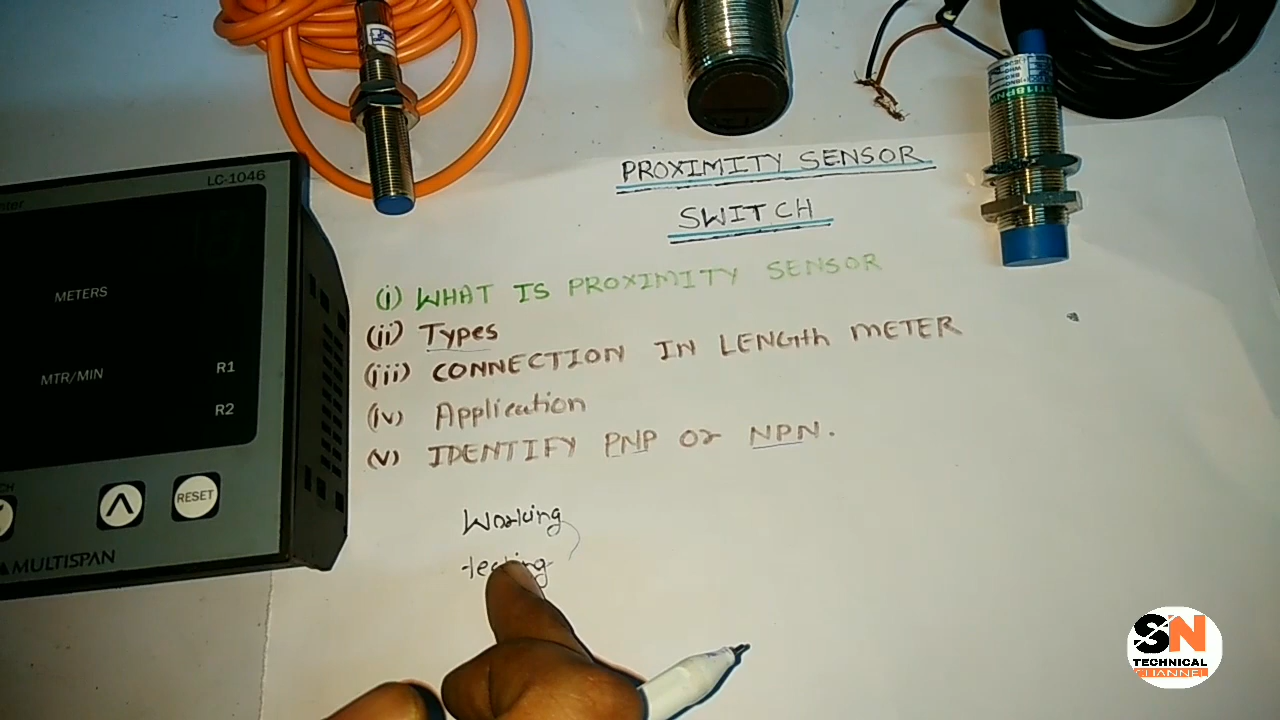 LC-1046
METERS
MTR/MIN
R1
R2
RESET
MULTISPAN
PROXIMITY SENSOR
SWITCH
(i) WHAT IS PROXIMITY SENSOR
(ii) Types
(iii) CONNECTION IN LENGth METER
(iv) Application
(v) IDENTIFY PNP or NPN.
Working
SN
TECHNICAL
CHANNEL